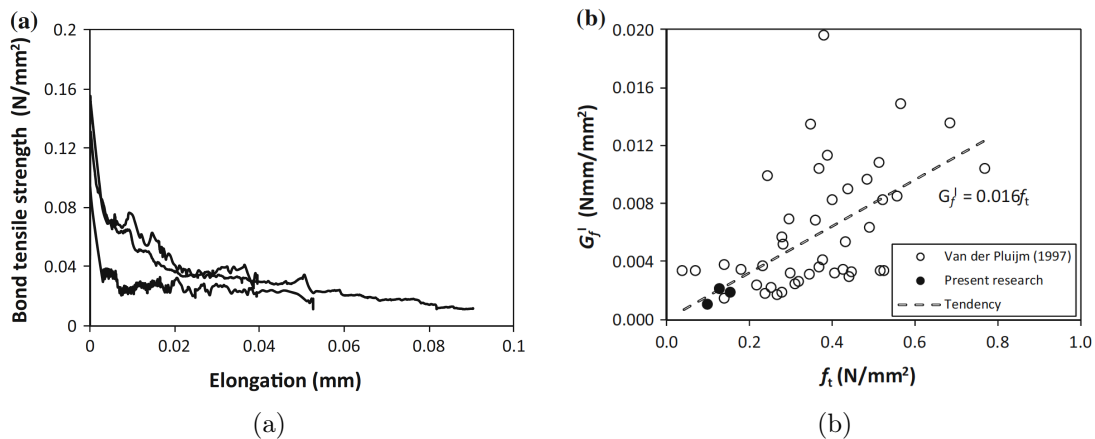 (a)
Bond tensile strength (N/mm²)
0.2
0.16
0.12
0.08
0.04
0
0
0.02
0.04
0.06
0.08
0.1
Elongation (mm)
(a)
(b)
G_f^I (Nmm/mm²)
0.020
0.016
0.012
0.008
0.004
0.000
G_f^I = 0.016f_t
Van der Pluijm (1997)
Present research
Tendency
0.0
0.2
0.4
0.6
0.8
1.0
f_t (N/mm²)
(b)